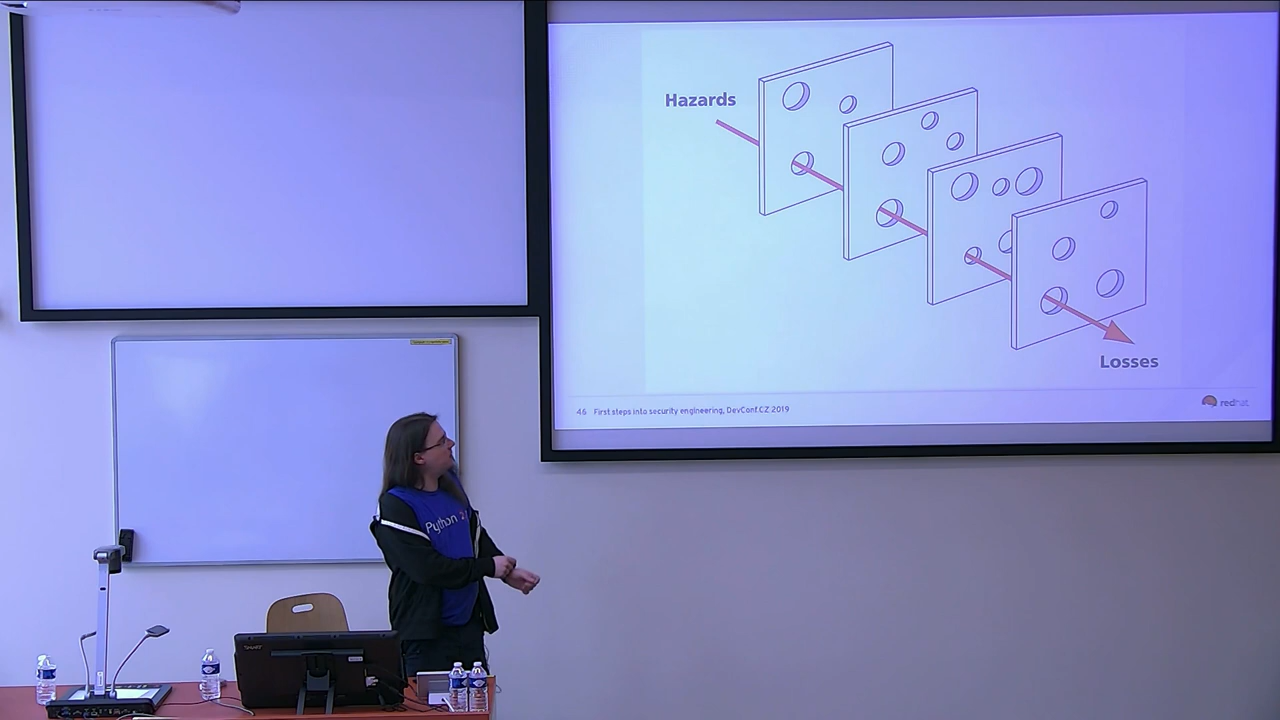 Hazards
Losses
46 First steps into security engineering, DevConf.CZ 2019
redhat
Python